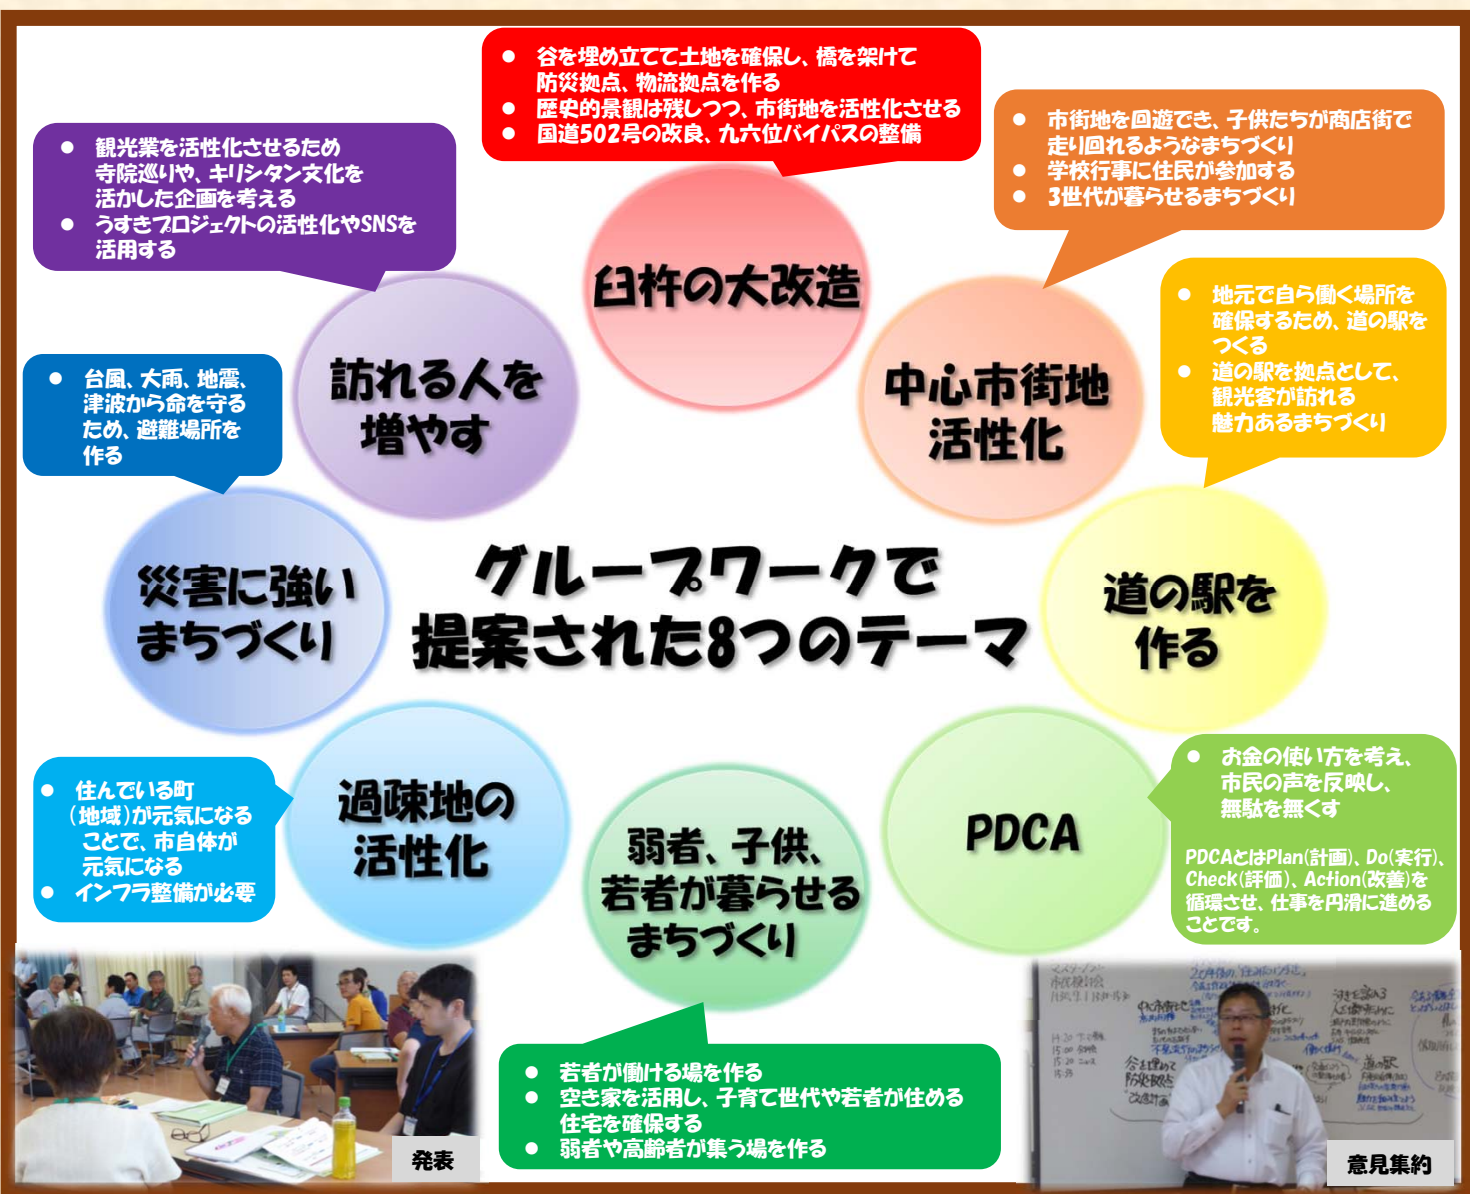 ● 谷を埋め立てて土地を確保し、橋を架けて
防災拠点、物流拠点を作る
● 歴史的景観は残しつつ、市街地を活性化させる
● 国道502号の改良、九六位バイパスの整備
臼杵の大改造
● 市街地を回遊でき、子供たちが商店街で
走り回れるようなまちづくり
● 学校行事に住民が参加する
● 3世代が暮らせるまちづくり
中心市街地
活性化
● 地元で自ら働く場所を
確保するため、道の駅を
つくる
● 道の駅を拠点として、
観光客が訪れる
魅力あるまちづくり
道の駅を
作る
● お金の使い方を考え、
市民の声を反映し、
無駄を無くす
PDCAとはPlan(計画)、Do(実行)、
Check(評価)、Action(改善)を
循環させ、仕事を円滑に進める
ことです。
PDCA
● 観光業を活性化させるため
寺院巡りや、キリシタン文化を
活かした企画を考える
● うすきプロジェクトの活性化やSNSを
活用する
訪れる人を
増やす
● 台風、大雨、地震、
津波から命を守る
ため、避難場所を
作る
災害に強い
まちづくり
グループワークで
提案された8つのテーマ
● 住んでいる町
(地域)が元気になる
ことで、市自体が
元気になる
● インフラ整備が必要
過疎地の
活性化
弱者、子供、
若者が暮らせる
まちづくり
● 若者が働ける場を作る
● 空き家を活用し、子育て世代や若者が住める
住宅を確保する
● 弱者や高齢者が集う場を作る
発表
中心市街地
谷を埋めて
防災拠点
道の駅
意見集約